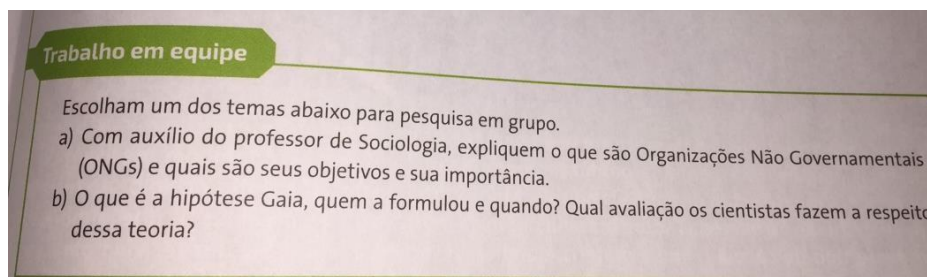 Trabalho em equipe
Escolham um dos temas abaixo para pesquisa em grupo.
a) Com auxílio do professor de Sociologia, expliquem o que são Organizações Não Governamentais
(ONGs) e quais são seus objetivos e sua importância.
b) O que é a hipótese Gaia, quem a formulou e quando? Qual avaliação os cientistas fazem a respeito
dessa teoria?